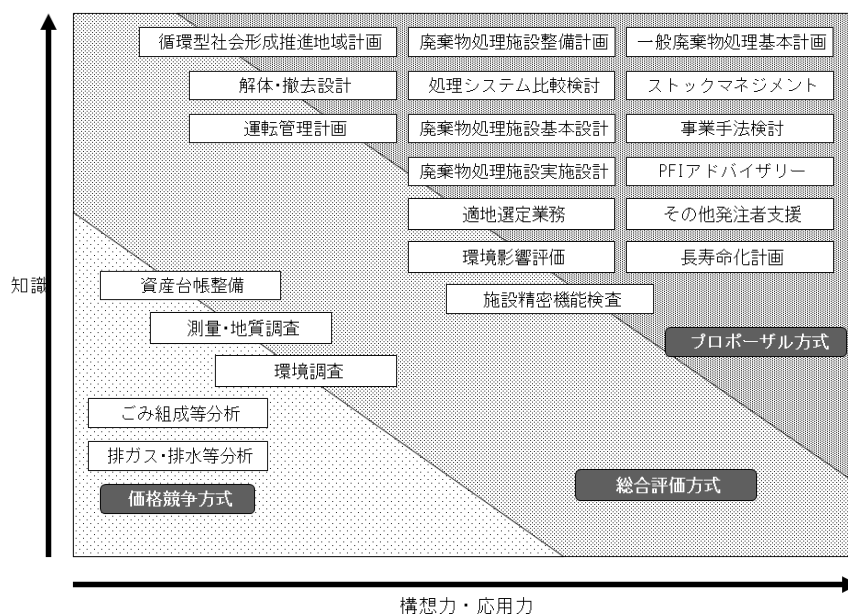 循環型社会形成推進地域計画
廃棄物処理施設整備計画
一般廃棄物処理基本計画
解体・撤去設計
処理システム比較検討
ストックマネジメント
運転管理計画
廃棄物処理施設基本設計
事業手法検討
廃棄物処理施設実施設計
PFIアドバイザリー
適地選定業務
その他発注者支援
環境影響評価
長寿命化計画
知識
資産台帳整備
施設精密機能検査
測量・地質調査
プロポーザル方式
環境調査
ごみ組成等分析
排ガス・排水等分析
総合評価方式
価格競争方式
構想力・応用力